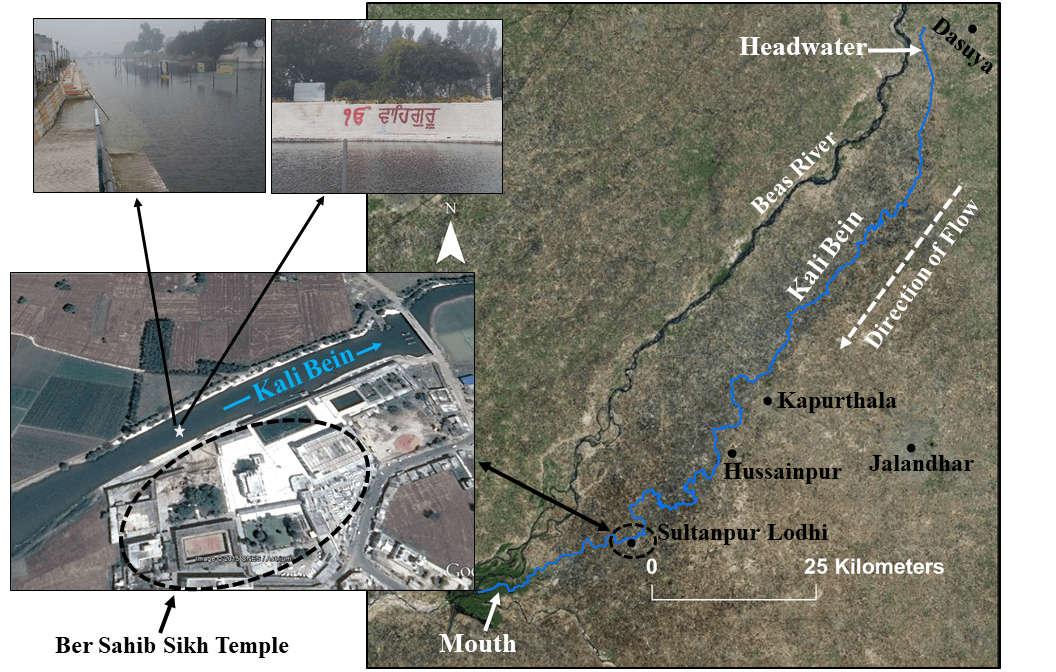 ੴ ਵਾਹਿਗੁਰੂ
Headwater
Dasuya
Beas River
N
Kali Bein
Direction of Flow
Kali Bein
Kapurthala
Hussainpur
Jalandhar
Sultanpur Lodhi
0 25 Kilometers
Goo
Mouth
Ber Sahib Sikh Temple